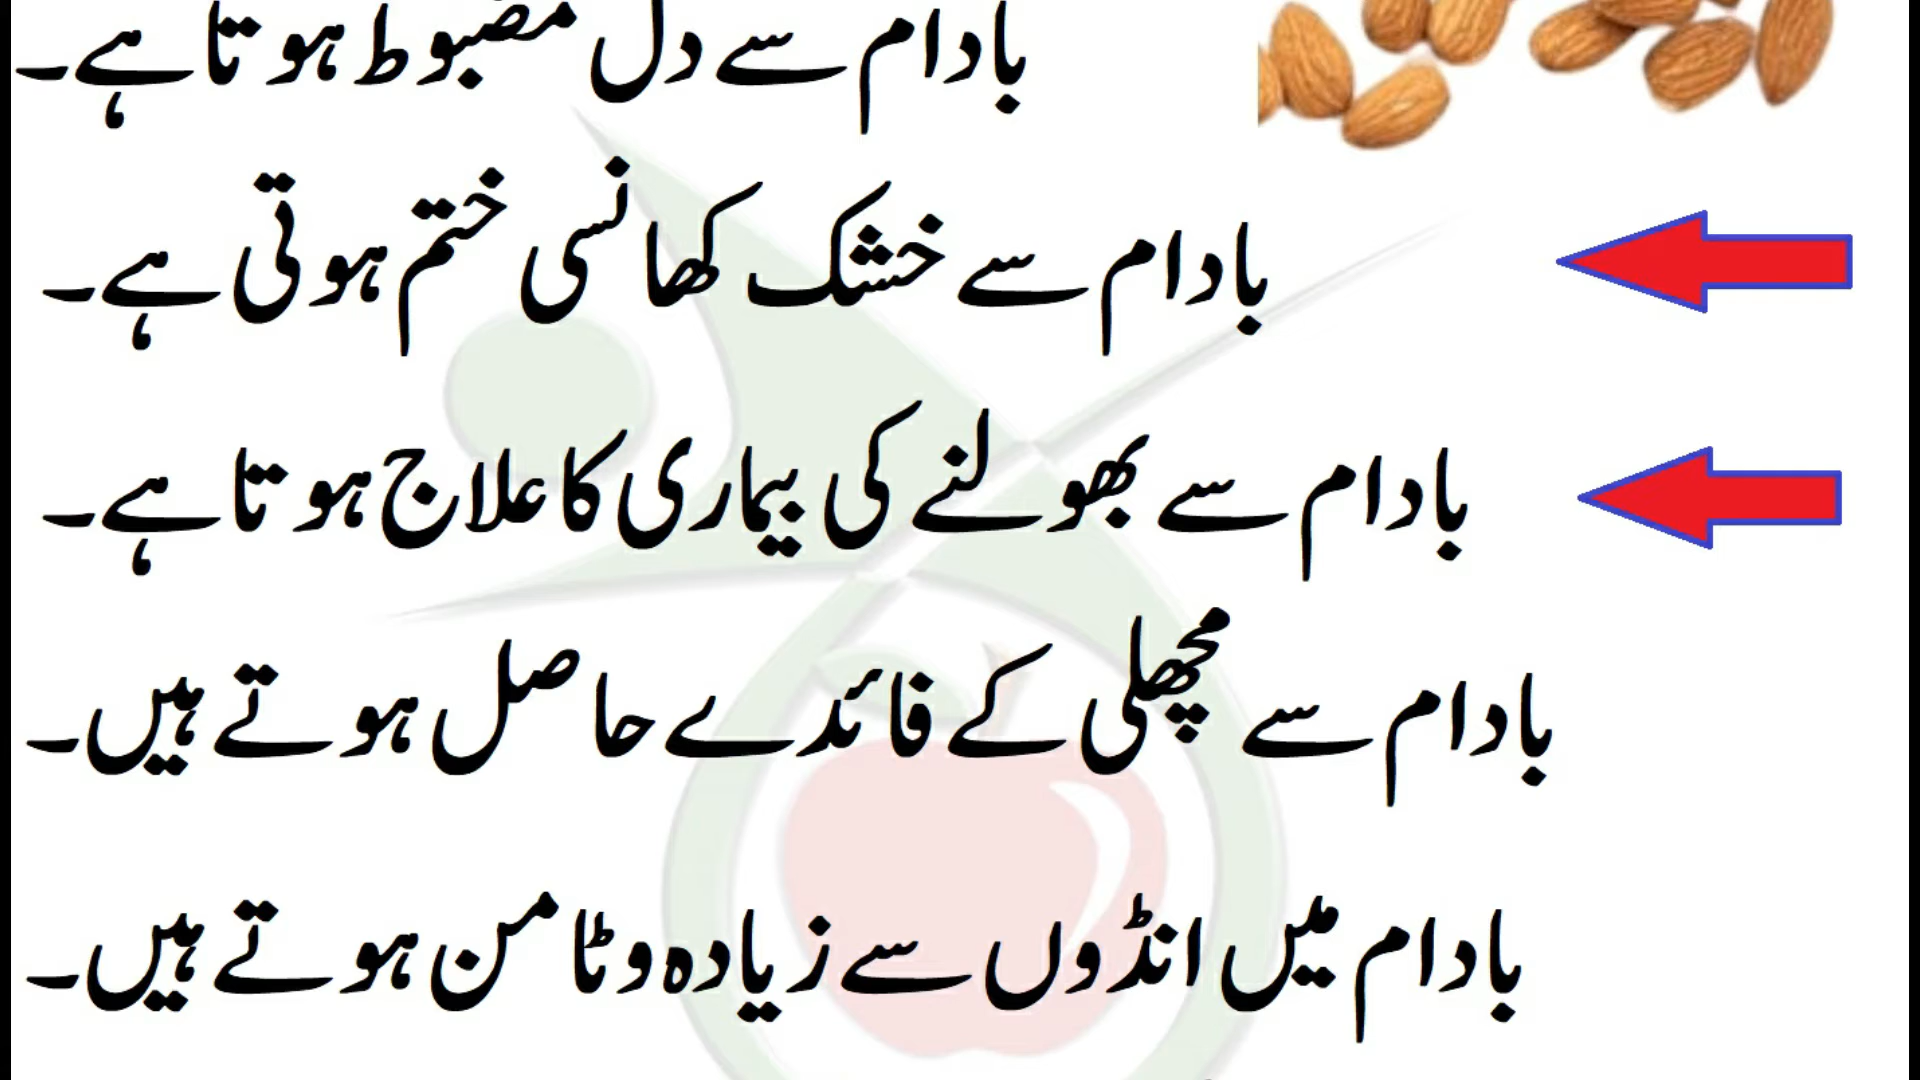 بادام سے دل مضبوط ہوتا ہے۔
بادام سے خشک کھانسی ختم ہوتی ہے۔
بادام سے بھولنے کی بیماری کا علاج ہوتا ہے۔
بادام سے مچھلی کے فائدے حاصل ہوتے ہیں۔
بادام میں انڈوں سے زیادہ وٹامن ہوتے ہیں۔